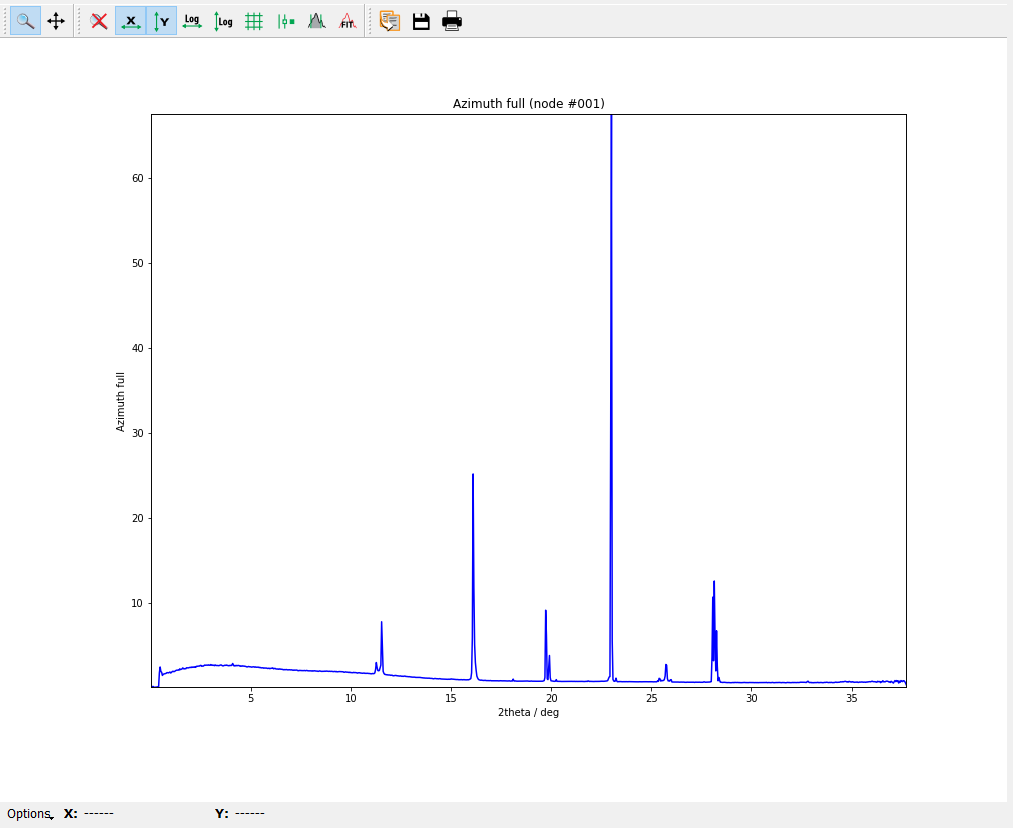 X Y Log Log FIT
Azimuth full (node #001)
60
50
40
30
20
10
Azimuth full
5 10 15 20 25 30 35
2theta / deg
Options X: ------ Y: ------